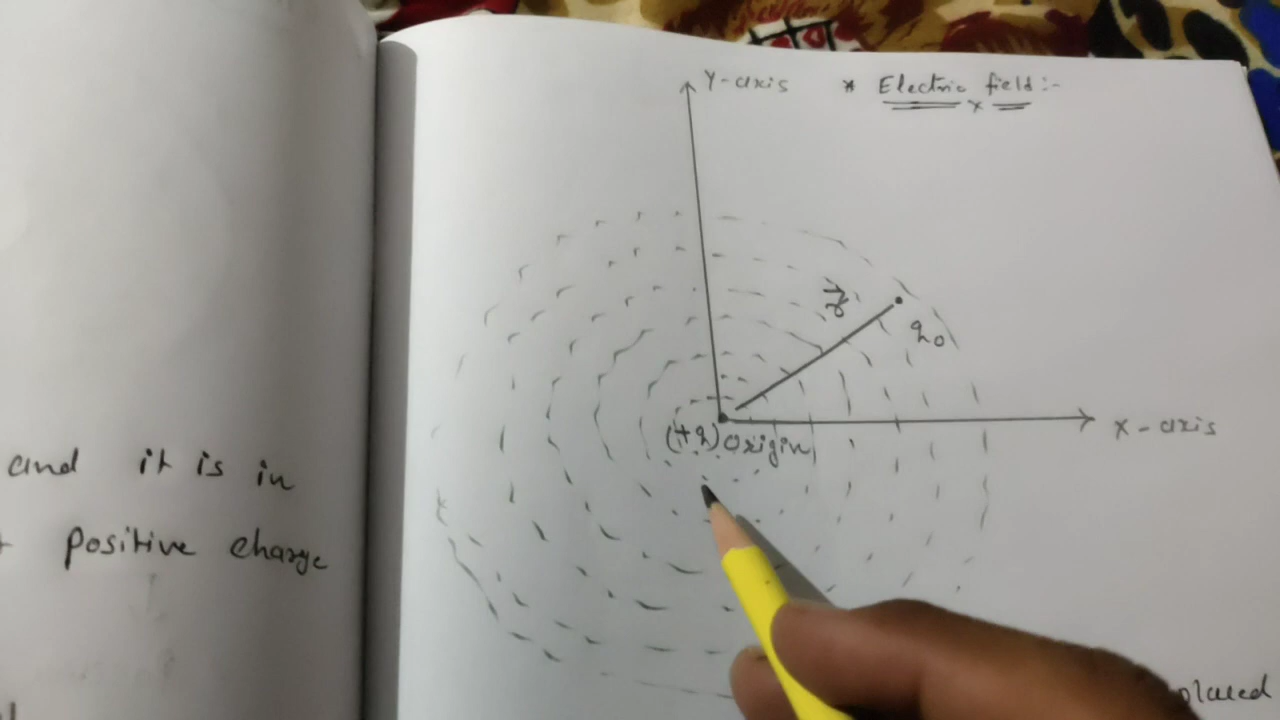 and it is in
positive charge
Y-axis
* Electric field:-
x
r
q0
(+q) Origin
X-axis
placed